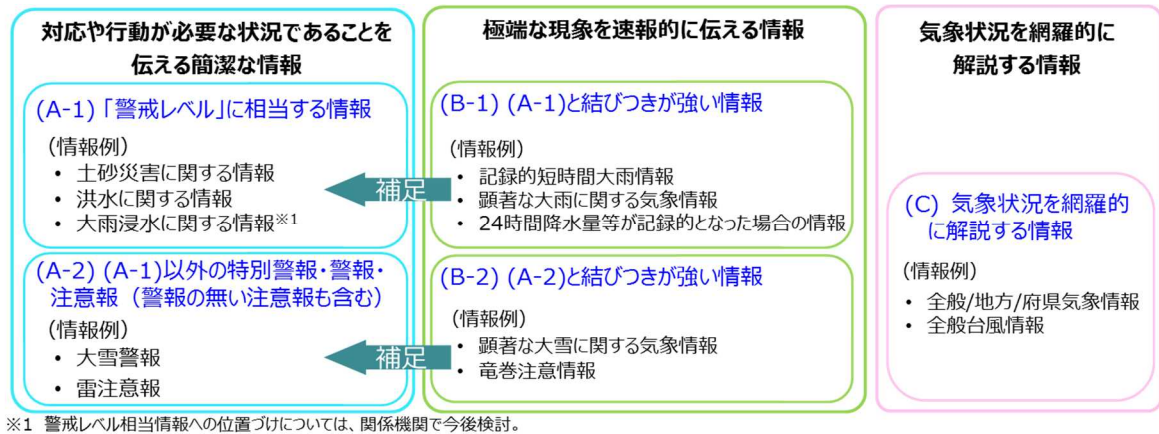 対応や行動が必要な状況であることを
伝える簡潔な情報
(A-1)「警戒レベル」に相当する情報
(情報例)
• 土砂災害に関する情報
• 洪水に関する情報
• 大雨浸水に関する情報※1
(A-2) (A-1)以外の特別警報・警報・
注意報（警報の無い注意報も含む）
(情報例)
• 大雪警報
• 雷注意報
補足
補足
極端な現象を速報的に伝える情報
(B-1) (A-1)と結びつきが強い情報
(情報例)
• 記録的短時間大雨情報
• 顕著な大雨に関する気象情報
• 24時間降水量等が記録的となった場合の情報
(B-2) (A-2)と結びつきが強い情報
(情報例)
• 顕著な大雪に関する気象情報
• 竜巻注意情報
気象状況を網羅的に
解説する情報
(C) 気象状況を網羅的
に解説する情報
(情報例)
• 全般/地方/府県気象情報
• 全般台風情報
※1 警戒レベル相当情報への位置づけについては、関係機関で今後検討。